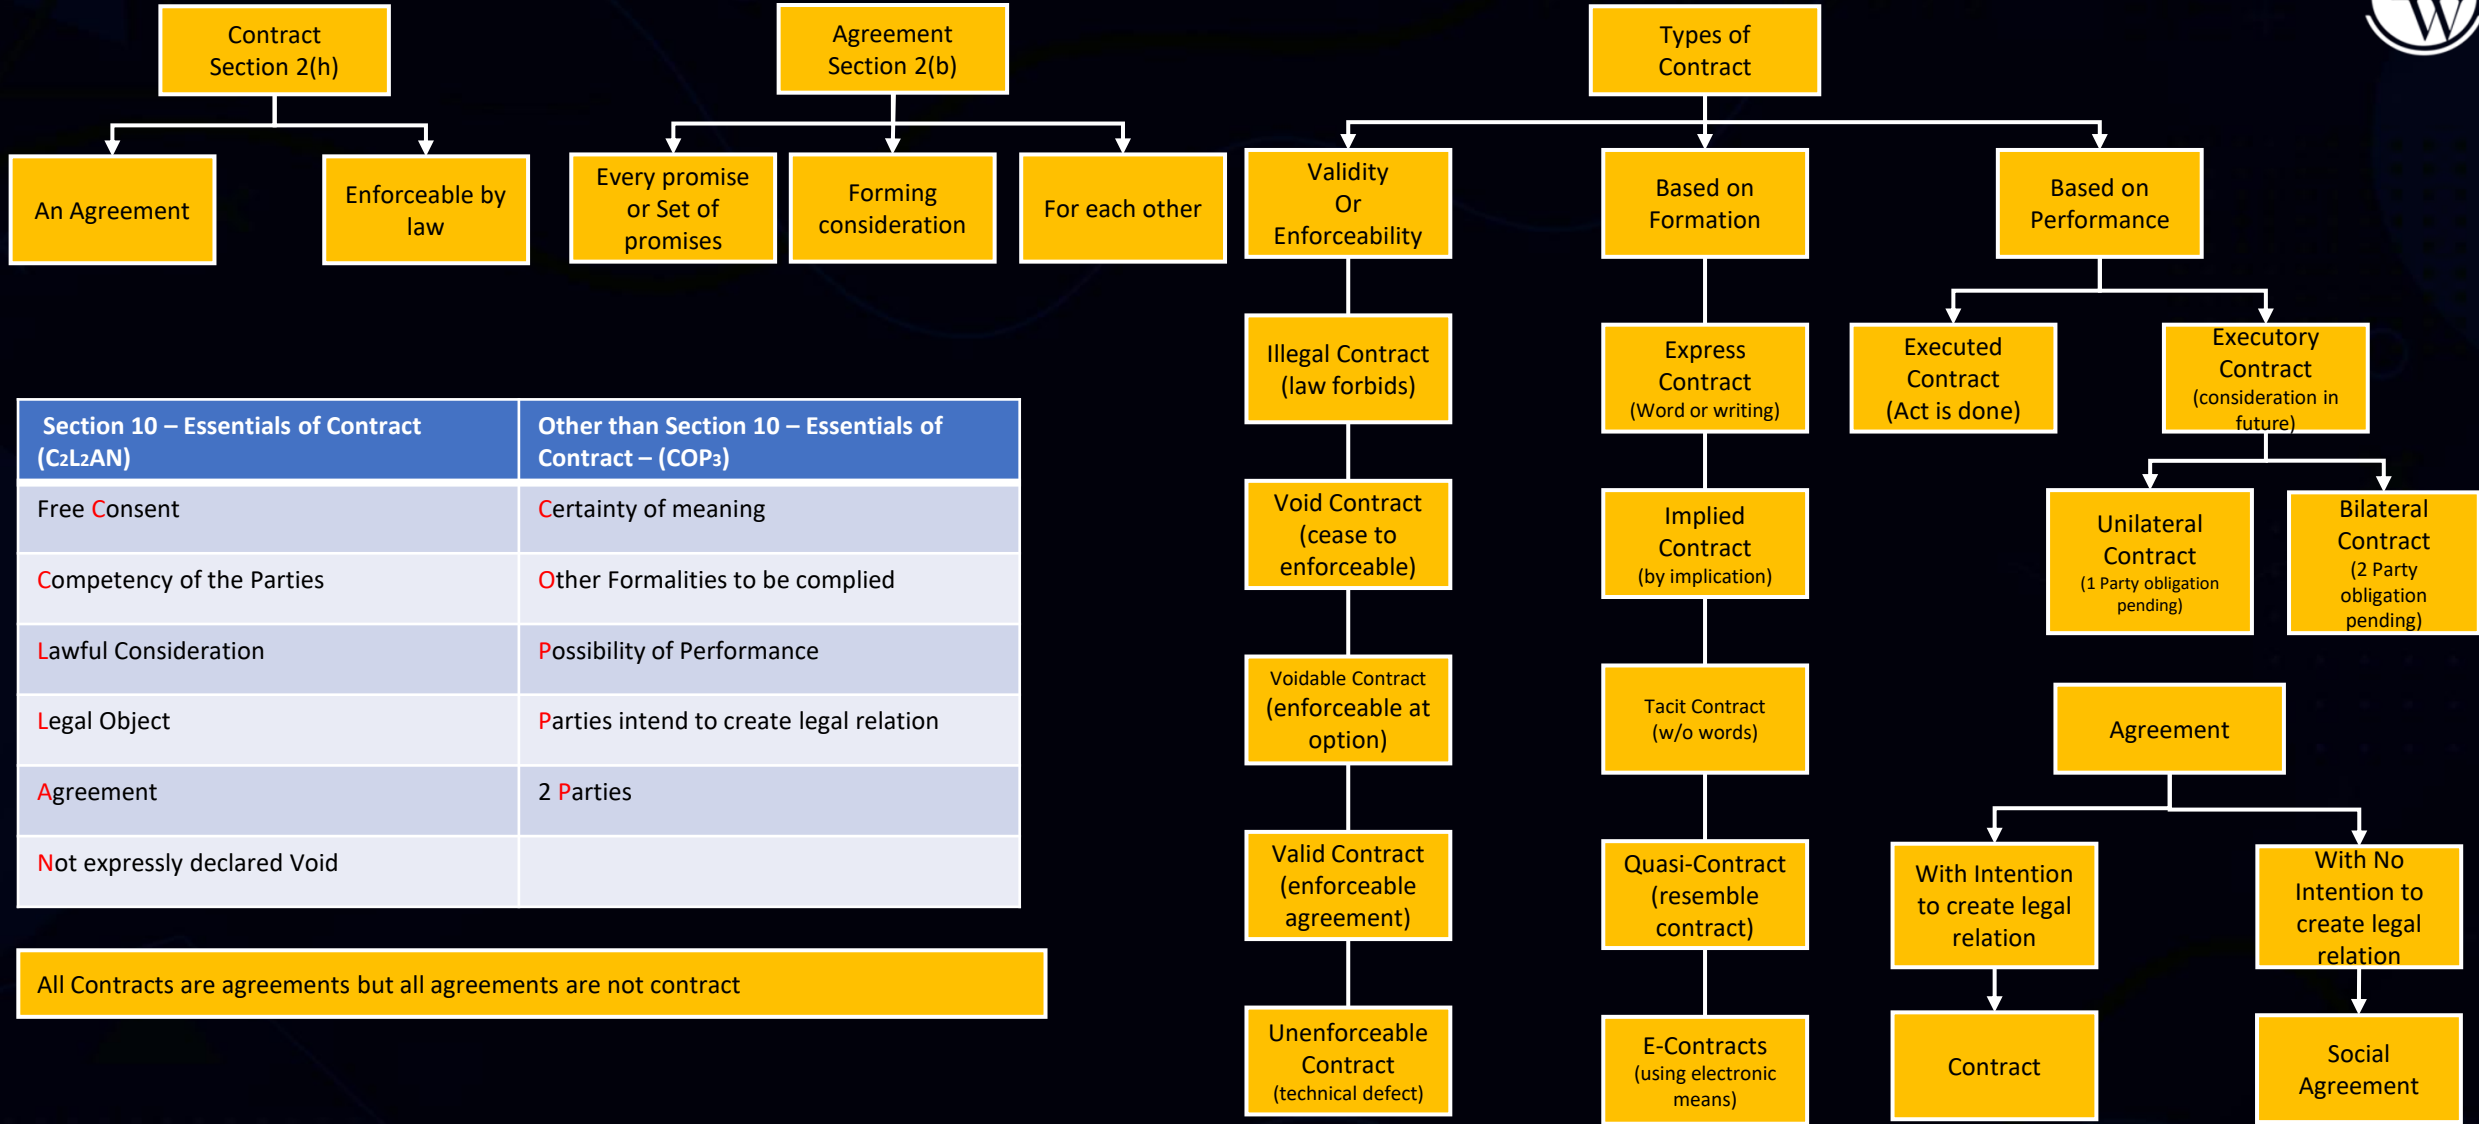 Contract
Section 2(h)
An Agreement
Enforceable by
law
Agreement
Section 2(b)
Every promise
or Set of
promises
Forming
consideration
For each other
Section 10 – Essentials of Contract
(C2L2AN)
Other than Section 10 – Essentials of
Contract – (COP3)
Free Consent
Certainty of meaning
Competency of the Parties
Other Formalities to be complied
Lawful Consideration
Possibility of Performance
Legal Object
Parties intend to create legal relation
Agreement
2 Parties
Not expressly declared Void
All Contracts are agreements but all agreements are not contract
Types of
Contract
Validity
Or
Enforceability
Illegal Contract
(law forbids)
Void Contract
(cease to
enforceable)
Voidable Contract
(enforceable at
option)
Valid Contract
(enforceable
agreement)
Unenforceable
Contract
(technical defect)
Based on
Formation
Express
Contract
(Word or writing)
Implied
Contract
(by implication)
Tacit Contract
(w/o words)
Quasi-Contract
(resemble
contract)
E-Contracts
(using electronic
means)
Based on
Performance
Executed
Contract
(Act is done)
Executory
Contract
(consideration in
future)
Unilateral
Contract
(1 Party obligation
pending)
Bilateral
Contract
(2 Party
obligation
pending)
Agreement
With Intention
to create legal
relation
Contract
With No
Intention to
create legal
relation
Social
Agreement
W